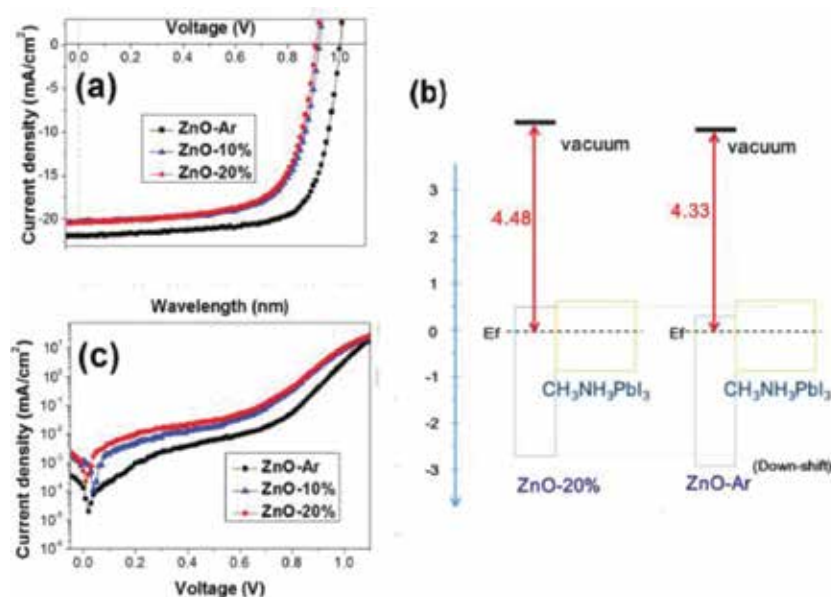 (a)
Voltage (V)
0.0 0.2 0.4 0.6 0.8 1.0
Current density (mA/cm²)
0
-5
-10
-15
-20
ZnO-Ar
ZnO-10%
ZnO-20%
(b)
vacuum
vacuum
4.48
4.33
3
2
1
0
-1
-3
Ef
Ef
CH₃NH₃PbI₃
CH₃NH₃PbI₃
(Down-shift)
ZnO-20%
ZnO-Ar
Wavelength (nm)
(c)
Current density (mA/cm²)
ZnO-Ar
ZnO-10%
ZnO-20%
0.0 0.2 0.4 0.6 0.8 1.0
Voltage (V)